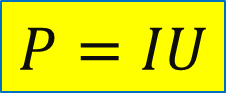 P = IU